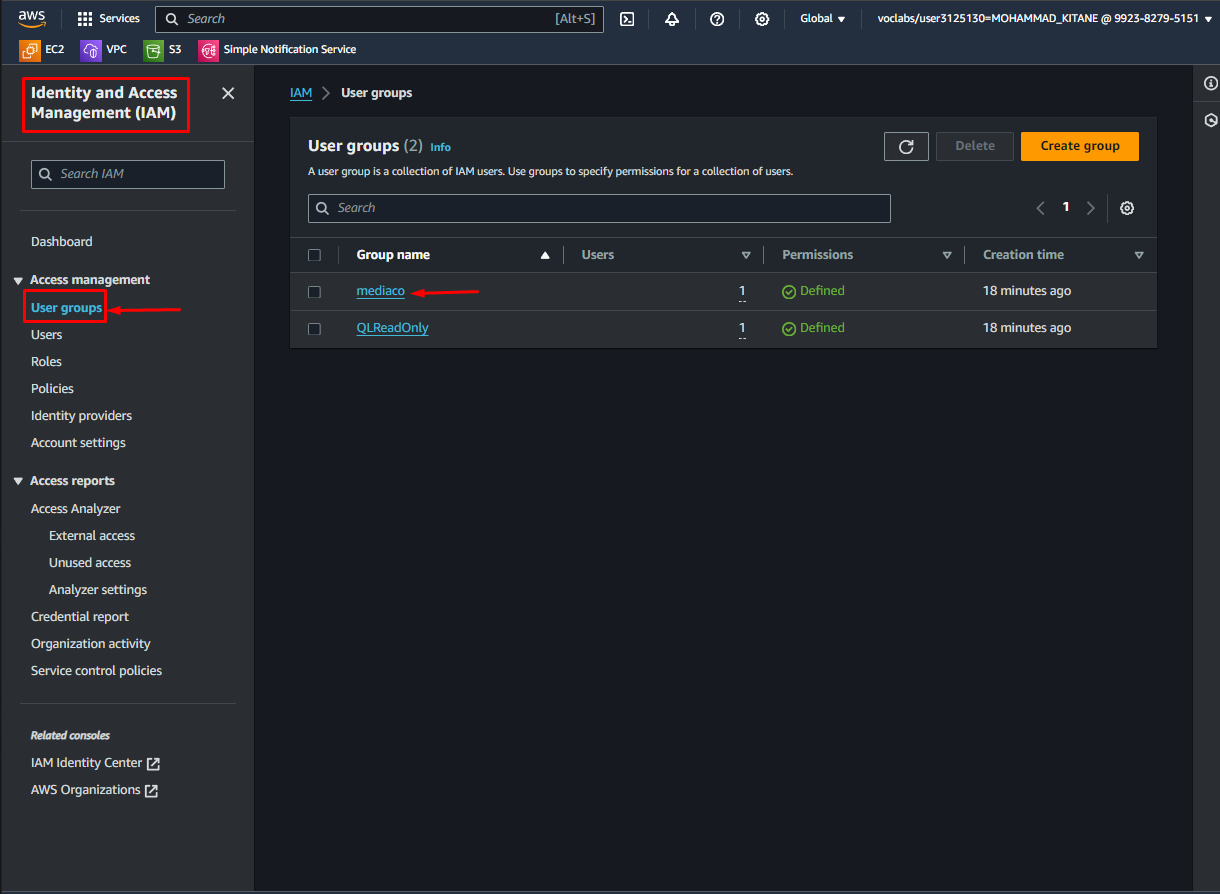 aws
Services
Search
[Alt+S]
Global
voclabs/user3125130=MOHAMMAD_KITANE @ 9923-8279-5151
EC2
VPC
S3
Simple Notification Service
Identity and Access
Management (IAM)
Search IAM
Dashboard
Access management
User groups
Users
Roles
Policies
Identity providers
Account settings
Access reports
Access Analyzer
External access
Unused access
Analyzer settings
Credential report
Organization activity
Service control policies
Related consoles
IAM Identity Center
AWS Organizations
IAM > User groups
User groups (2) Info
Delete
Create group
A user group is a collection of IAM users. Use groups to specify permissions for a collection of users.
Search
1
Group name Users Permissions Creation time
mediaco 1 Defined 18 minutes ago
QLReadOnly 1 Defined 18 minutes ago